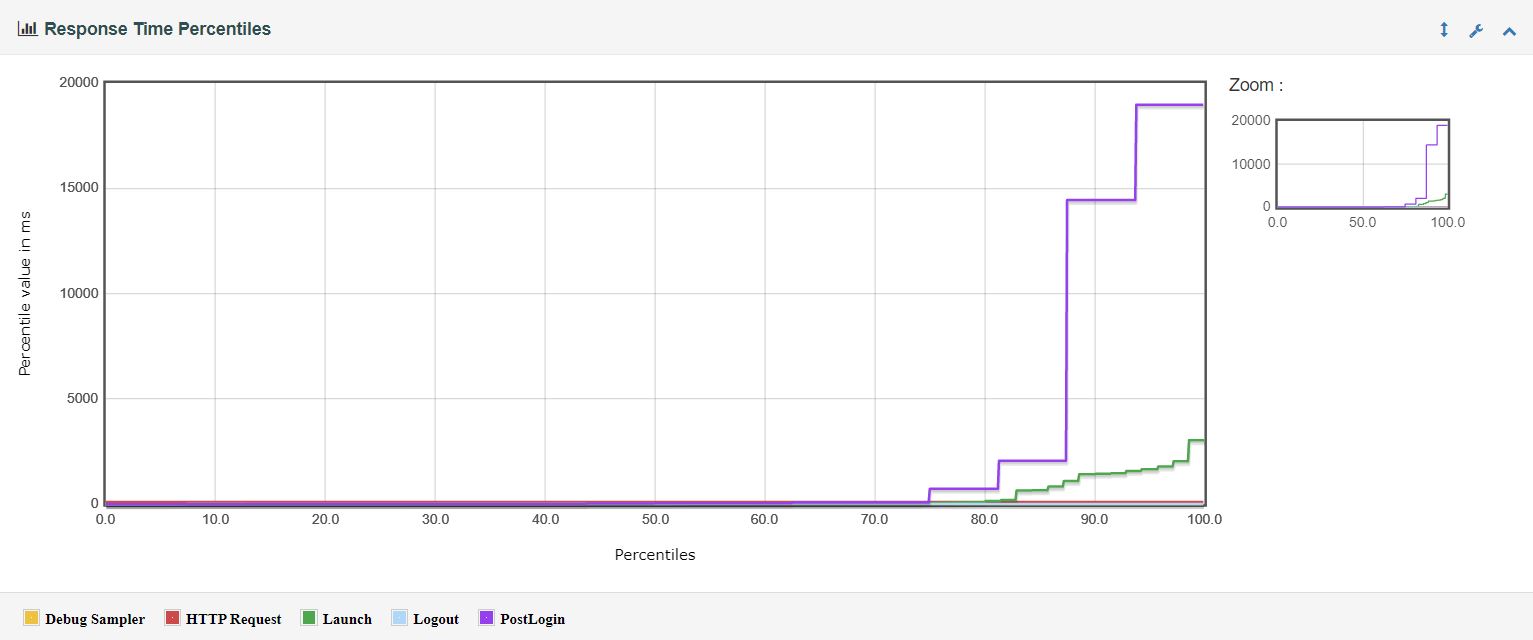 Response Time Percentiles
20000
15000
10000
5000
0
Percentile value in ms
0.0 10.0 20.0 30.0 40.0 50.0 60.0 70.0 80.0 90.0 100.0
Percentiles
Zoom :
20000
10000
0
0.0 50.0 100.0
Debug Sampler HTTP Request Launch Logout PostLogin